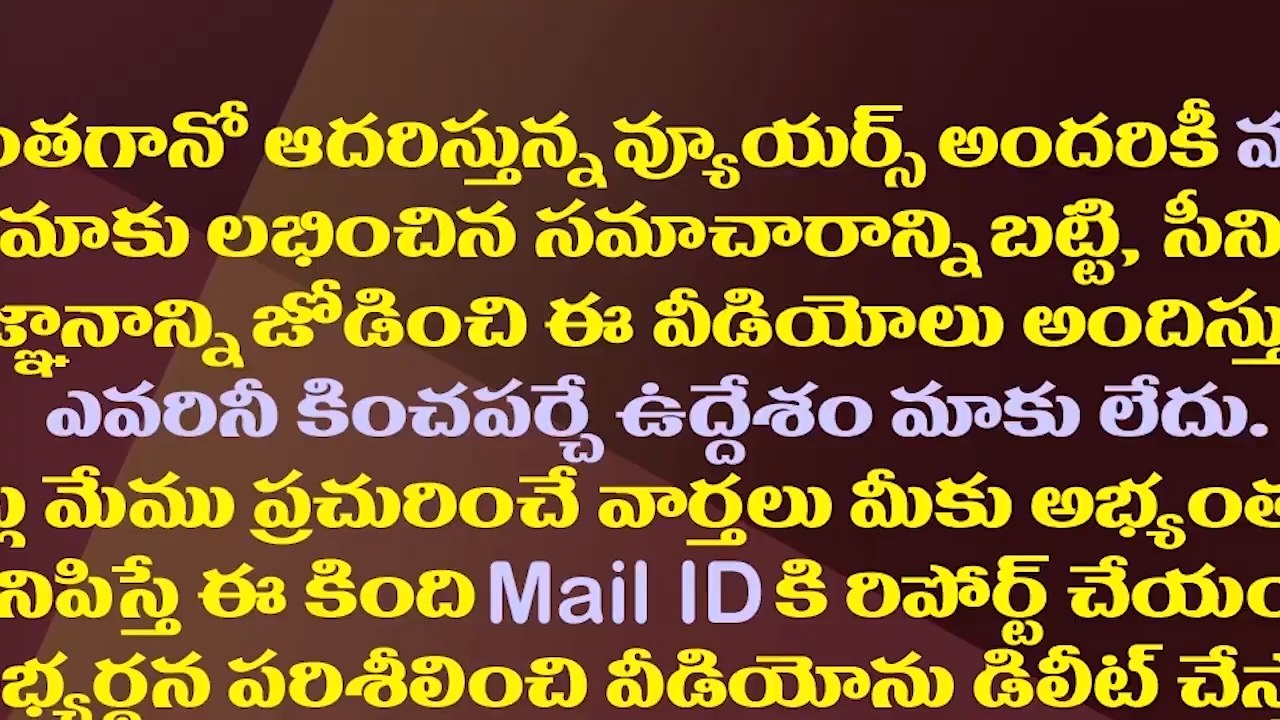 ఆదరిస్తున్న వ్యూయర్స్ అందరికీ
మాకు లభించిన సమాచారాన్ని బట్టి,
జోడించి ఈ వీడియోలు
ఎవరినీ కించపర్చే ఉద్దేశం మాకు లేదు.
మేము ప్రచురించే వార్తలు మీకు
ఈ కింది Mail ID కి రిపోర్ట్
పరిశీలించి వీడియోను డిలీట్